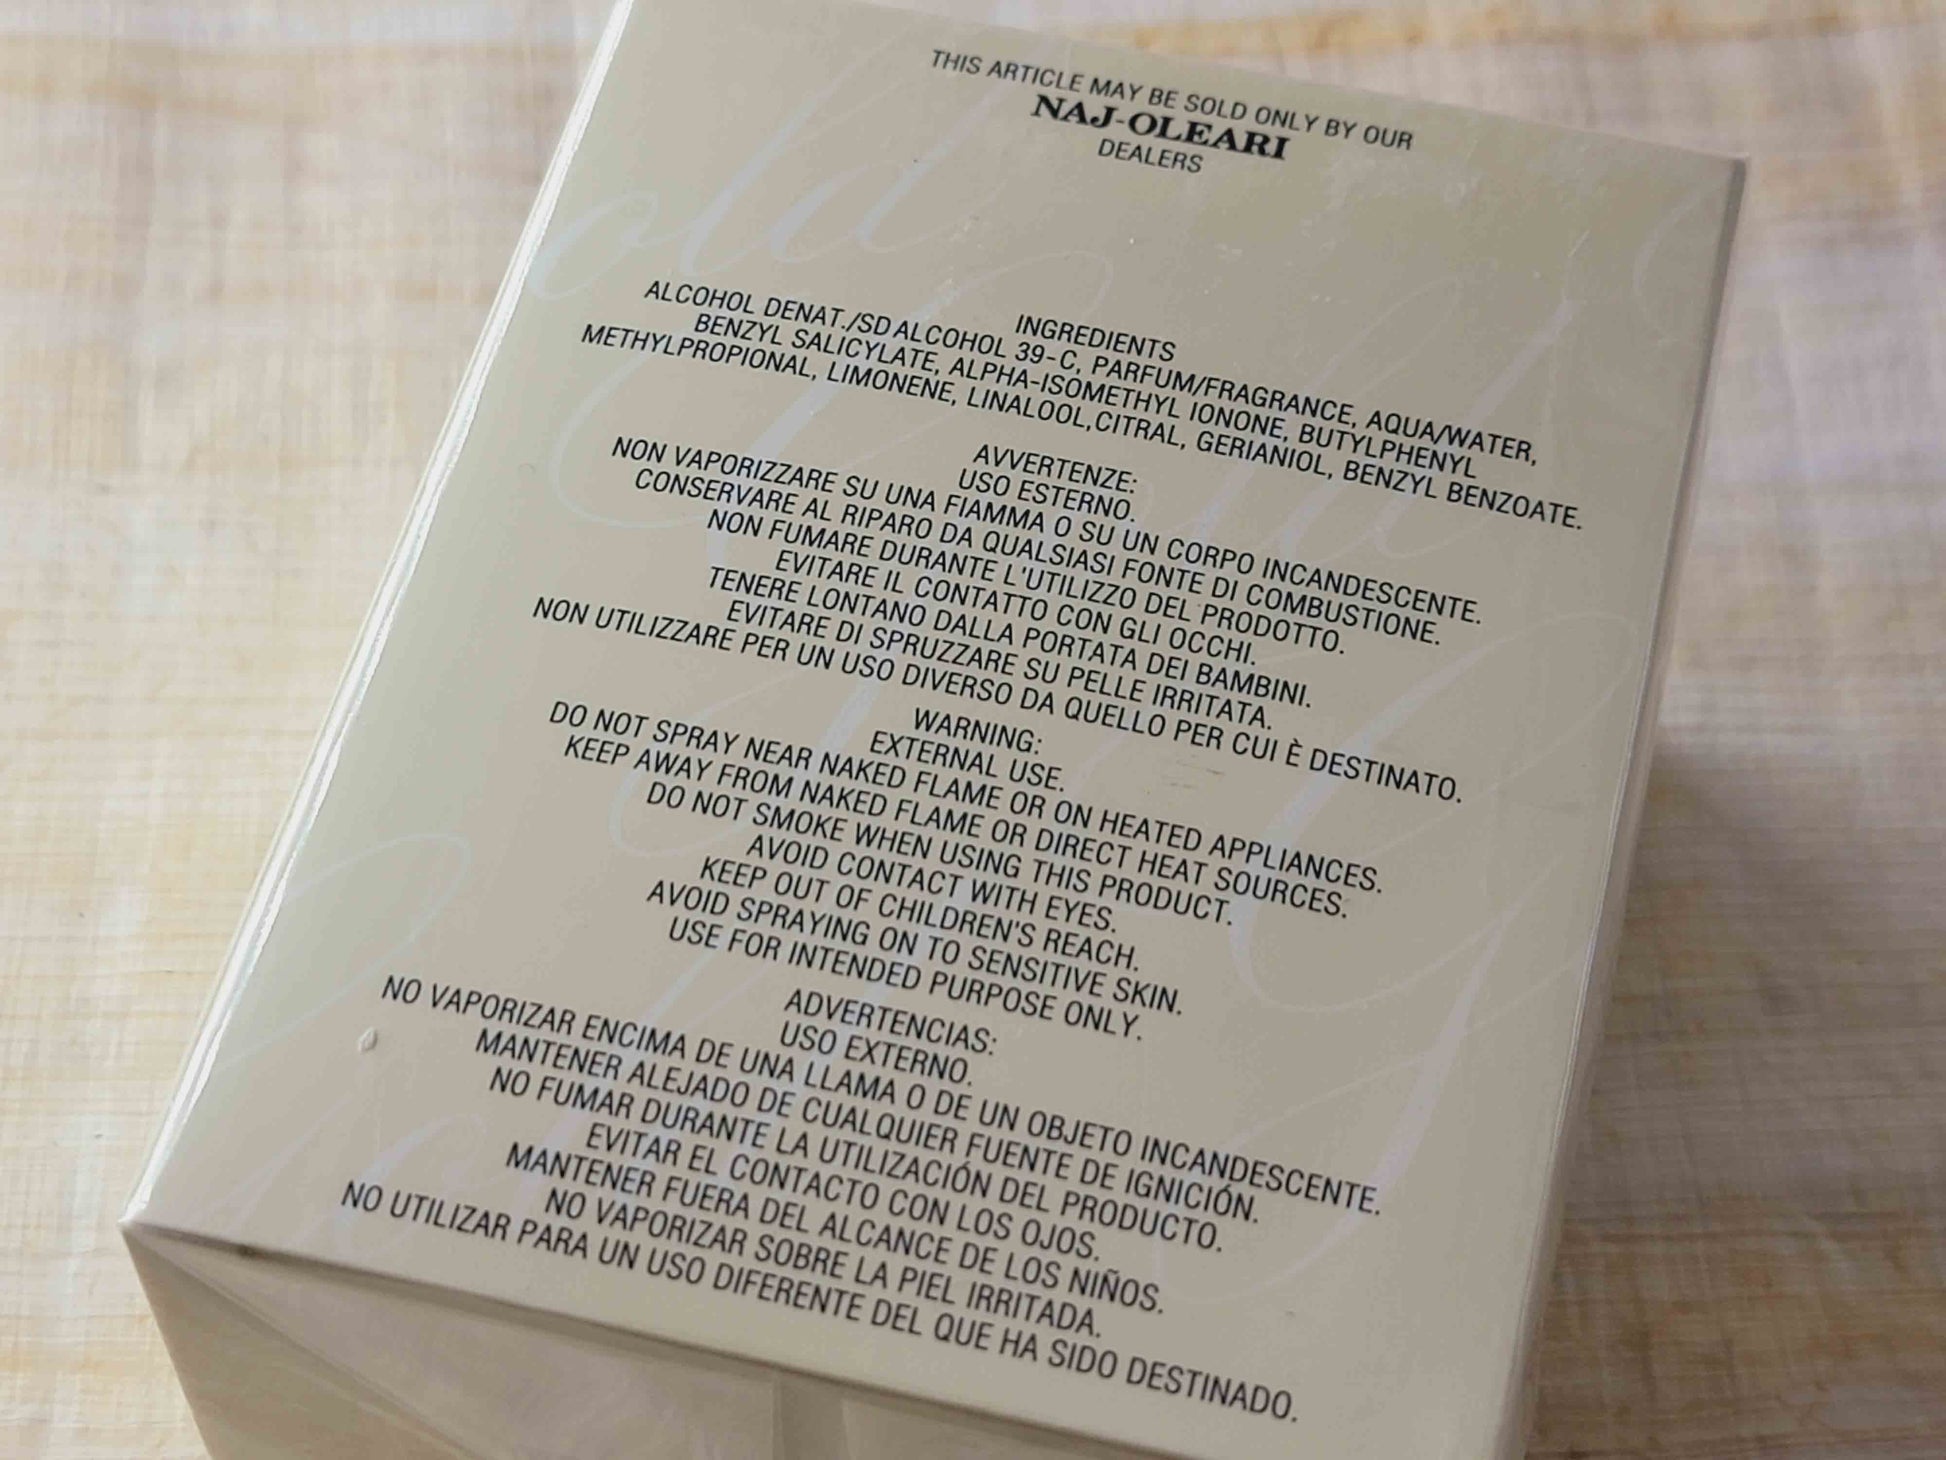 THIS ARTICLE MAY BE SOLD ONLY BY OUR
NAJ-OLEARI
DEALERS
INGREDIENTS
ALCOHOL DENAT./SD ALCOHOL 39-C, PARFUM/FRAGRANCE, AQUA/WATER,
BENZYL SALICYLATE, ALPHA-ISOMETHYL IONONE, BUTYLPHENYL
METHYLPROPIONAL, LIMONENE, LINALOOL,CITRAL, GERIANIOL, BENZYL BENZOATE.
AVVERTENZE:
USO ESTERNO.
NON VAPORIZZARE SU UNA FIAMMA O SU UN CORPO INCANDESCENTE.
CONSERVARE AL RIPARO DA QUALSIASI FONTE DI COMBUSTIONE.
NON FUMARE DURANTE L'UTILIZZO DEL PRODOTTO.
EVITARE IL CONTATTO CON GLI OCCHI.
TENERE LONTANO DALLA PORTATA DEI BAMBINI.
EVITARE DI SPRUZZARE SU PELLE IRRITATA.
NON UTILIZZARE PER UN USO DIVERSO DA QUELLO PER CUI È DESTINATO.
WARNING:
EXTERNAL USE.
DO NOT SPRAY NEAR NAKED FLAME OR ON HEATED APPLIANCES.
KEEP AWAY FROM NAKED FLAME OR DIRECT HEAT SOURCES.
DO NOT SMOKE WHEN USING THIS PRODUCT.
AVOID CONTACT WITH EYES.
KEEP OUT OF CHILDREN'S REACH.
AVOID SPRAYING ON TO SENSITIVE SKIN.
USE FOR INTENDED PURPOSE ONLY.
ADVERTENCIAS:
USO EXTERNO.
NO VAPORIZAR ENCIMA DE UNA LLAMA O DE UN OBJETO INCANDESCENTE.
MANTENER ALEJADO DE CUALQUIER FUENTE DE IGNICIÓN.
NO FUMAR DURANTE LA UTILIZACIÓN DEL PRODUCTO.
EVITAR EL CONTACTO CON LOS OJOS.
MANTENER FUERA DEL ALCANCE DE LOS NIÑOS.
NO VAPORIZAR SOBRE LA PIEL IRRITADA.
NO UTILIZAR PARA UN USO DIFERENTE DEL QUE HA SIDO DESTINADO.